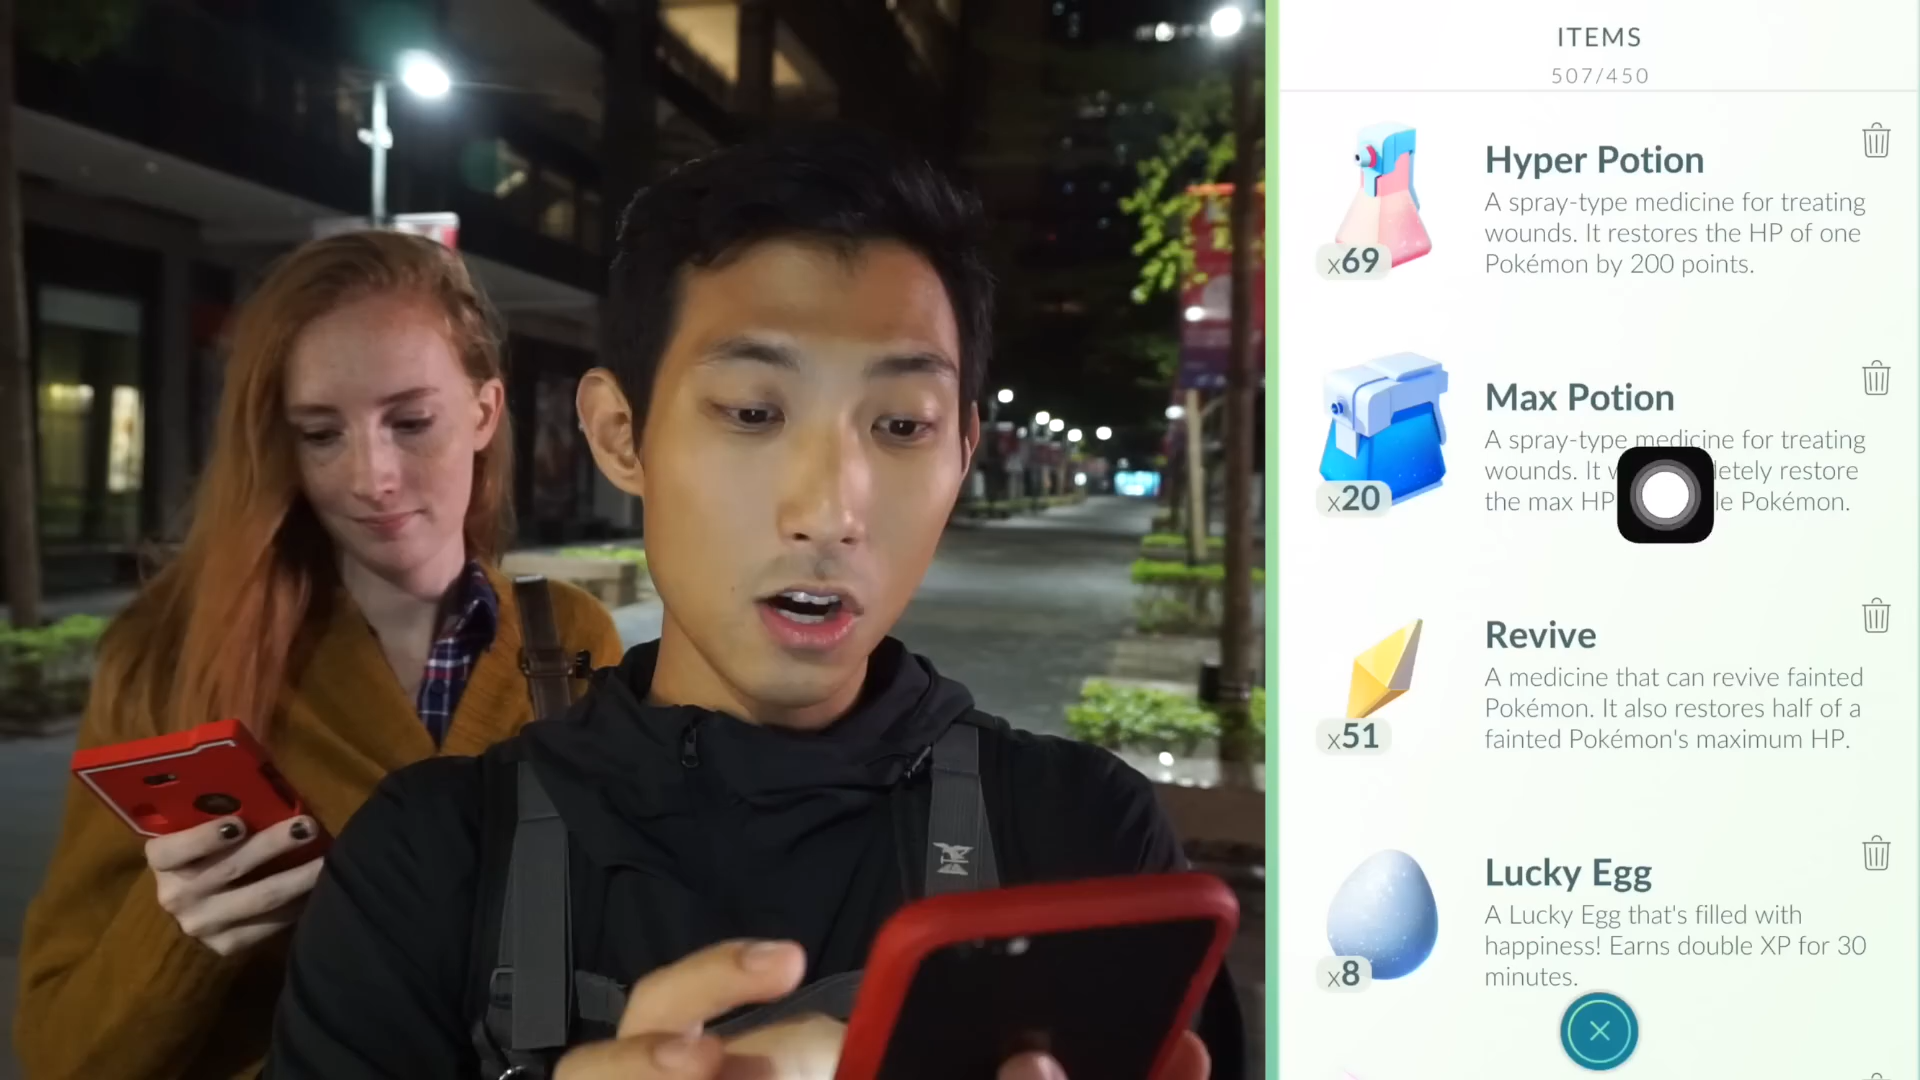 ITEMS
507/450
Hyper Potion
A spray-type medicine for treating
wounds. It restores the HP of one
Pokémon by 200 points.
x69
Max Potion
A spray-type medicine for treating
wounds. It letely restore
the max HP le Pokémon.
x20
Revive
A medicine that can revive fainted
Pokémon. It also restores half of a
fainted Pokémon's maximum HP.
x51
Lucky Egg
A Lucky Egg that's filled with
happiness! Earns double XP for 30
minutes.
x8